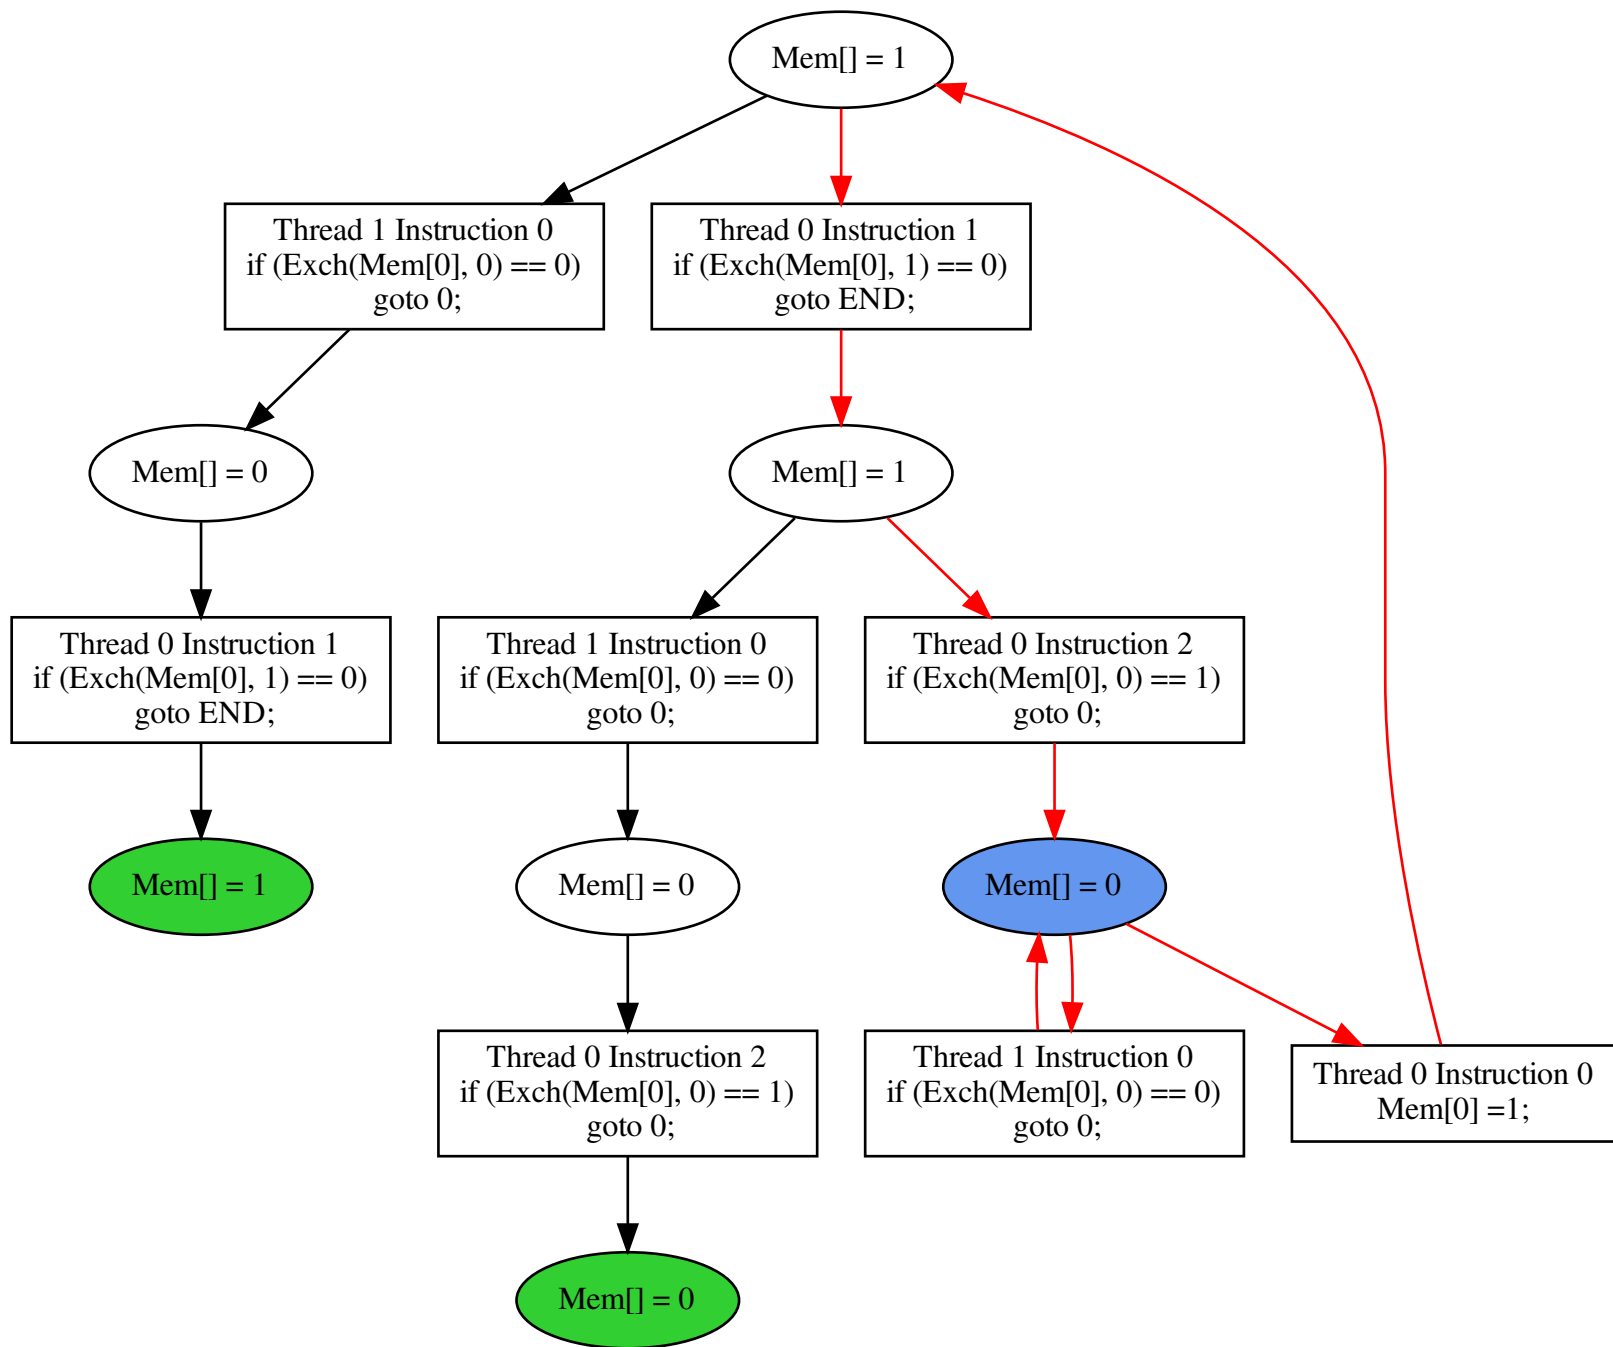 Mem[] = 1
Thread 1 Instruction 0
if (Exch(Mem[0], 0) == 0)
goto 0;
Thread 0 Instruction 1
if (Exch(Mem[0], 1) == 0)
goto END;
Mem[] = 0
Mem[] = 1
Thread 0 Instruction 1
if (Exch(Mem[0], 1) == 0)
goto END;
Thread 1 Instruction 0
if (Exch(Mem[0], 0) == 0)
goto 0;
Thread 0 Instruction 2
if (Exch(Mem[0], 0) == 1)
goto 0;
Mem[] = 1
Mem[] = 0
Mem[] = 0
Thread 0 Instruction 2
if (Exch(Mem[0], 0) == 1)
goto 0;
Thread 1 Instruction 0
if (Exch(Mem[0], 0) == 0)
goto 0;
Thread 0 Instruction 0
Mem[0] =1;
Mem[] = 0